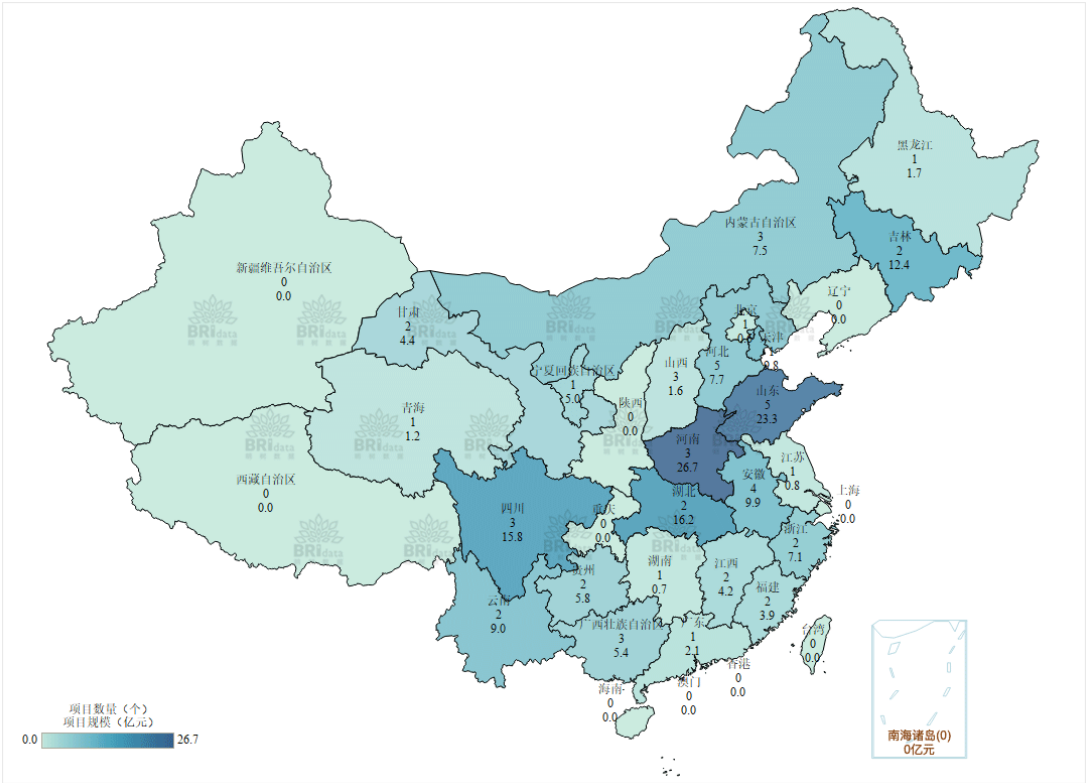 黑龙江
1
1.7
内蒙古自治区
3
7.5
吉林
2
12.4
新疆维吾尔自治区
0
0.0
辽宁
0
0.0
甘肃
2
4.4
北京
1
天津
9.8
河北
5
7.7
山西
3
1.6
宁夏回族自治区
1
5.0
山东
5
23.3
陕西
0
0.0
青海
1
1.2
河南
3
26.7
江苏
1
0.8
安徽
4
9.9
西藏自治区
0
0.0
上海
0
0.0
湖北
2
16.2
四川
3
15.8
重庆
0
0.0
浙江
2
7.1
湖南
1
0.7
江西
2
4.2
贵州
2
5.8
福建
2
3.9
云南
2
9.0
广西壮族自治区
3
5.4
广东
1
2.1
台湾
0
0.0
香港
0
0.0
澳门
0
0.0
海南
0
0.0
项目数量（个）
项目规模（亿元）
0.0
26.7
南海诸岛(0)
0亿元
BRIdata